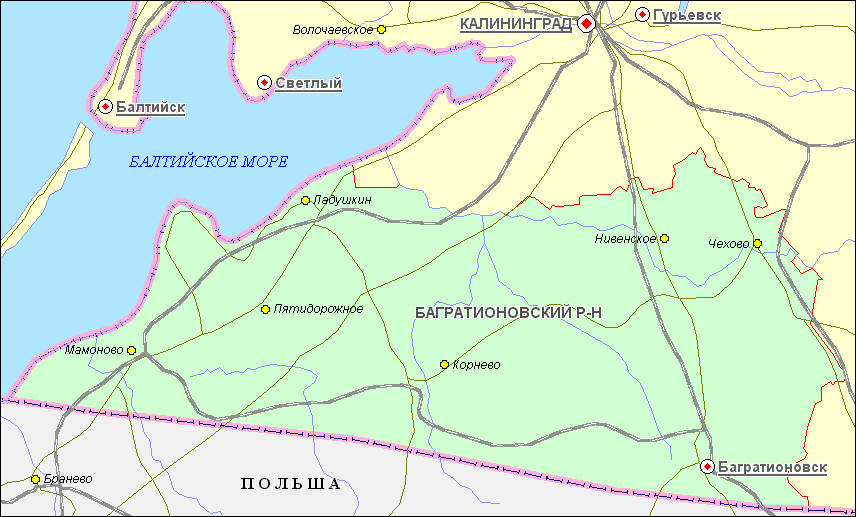 КАЛИНИНГРАД
Гурьевск
Волочаевское
Светлый
Балтийск
БАЛТИЙСКОЕ МОРЕ
Ладушкин
Нивенское
Чехово
Пятидорожное
БАГРАТИОНОВСКИЙ Р-Н
Мамоново
Корнево
Багратионовск
Бранево
ПОЛЬША